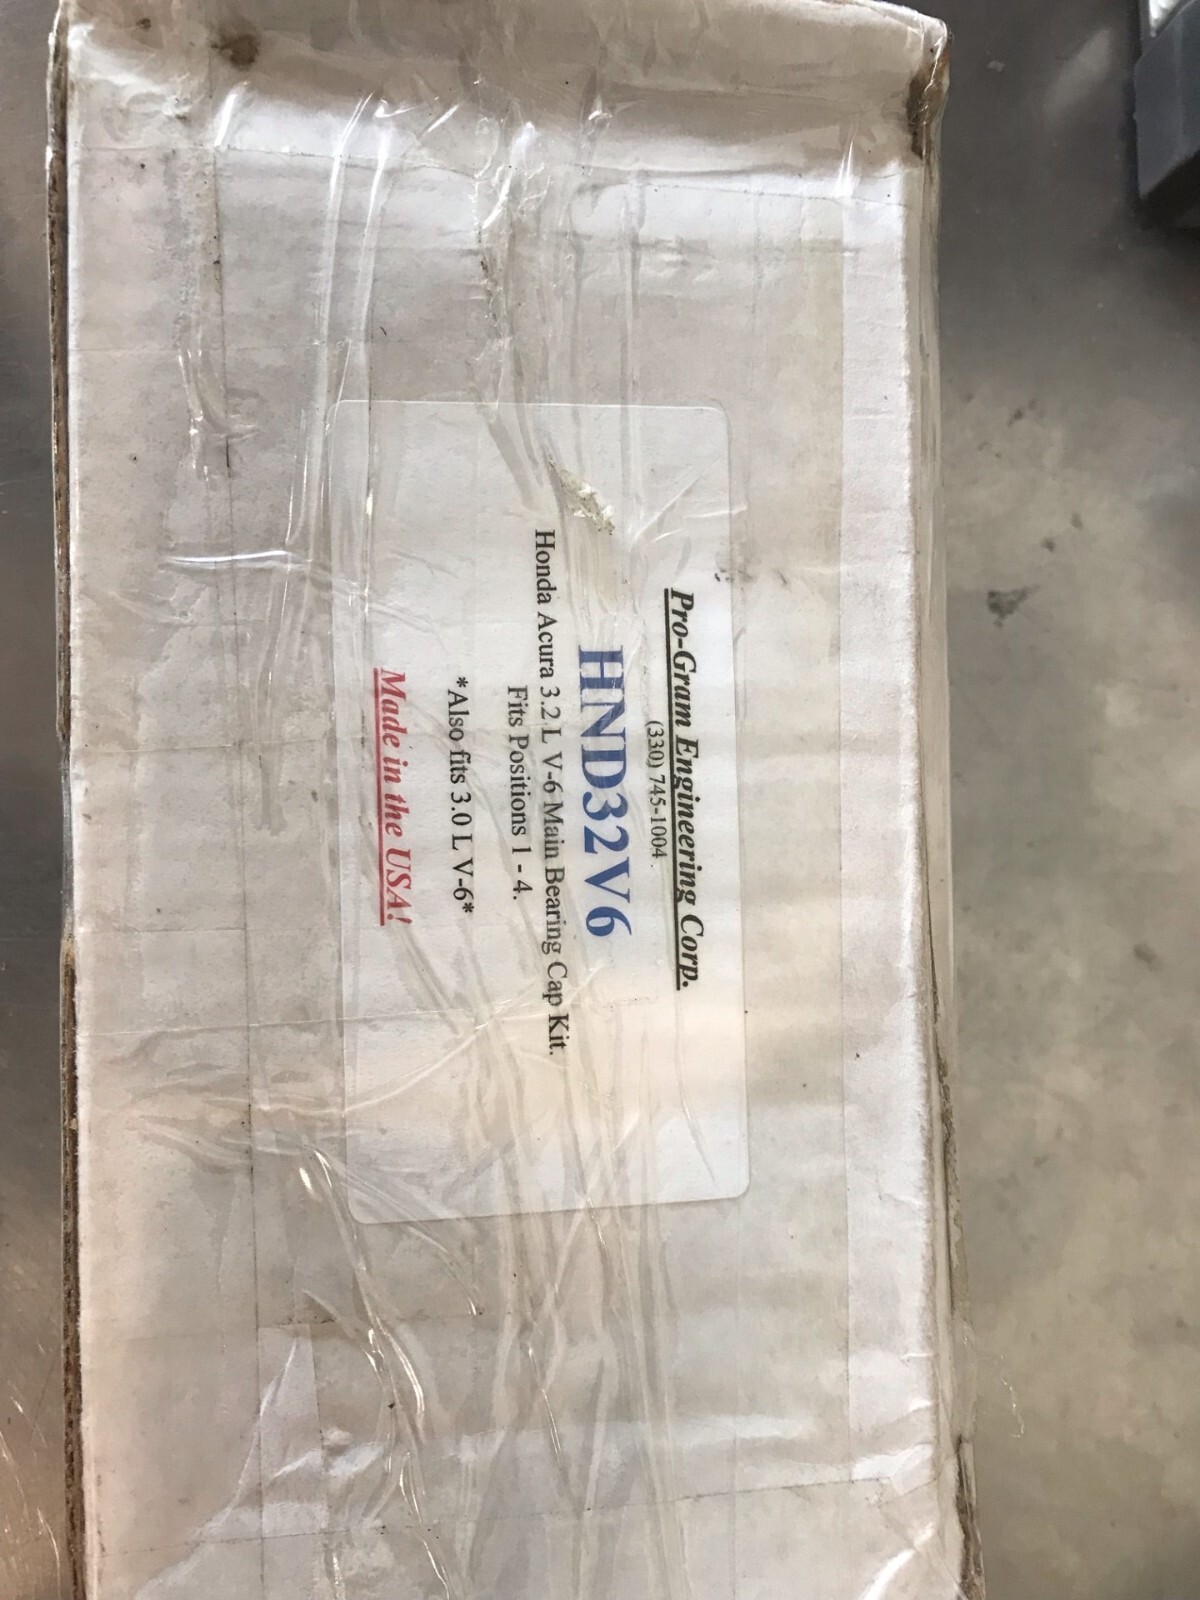 Pro-Gram Engineering Corp.
(330) 745-1004
HND32V6
Honda Acura 3.2 L V-6 Main Bearing Cap Kit.
Fits Positions 1 - 4.
*Also fits 3.0 L V-6*
Made in the USA!